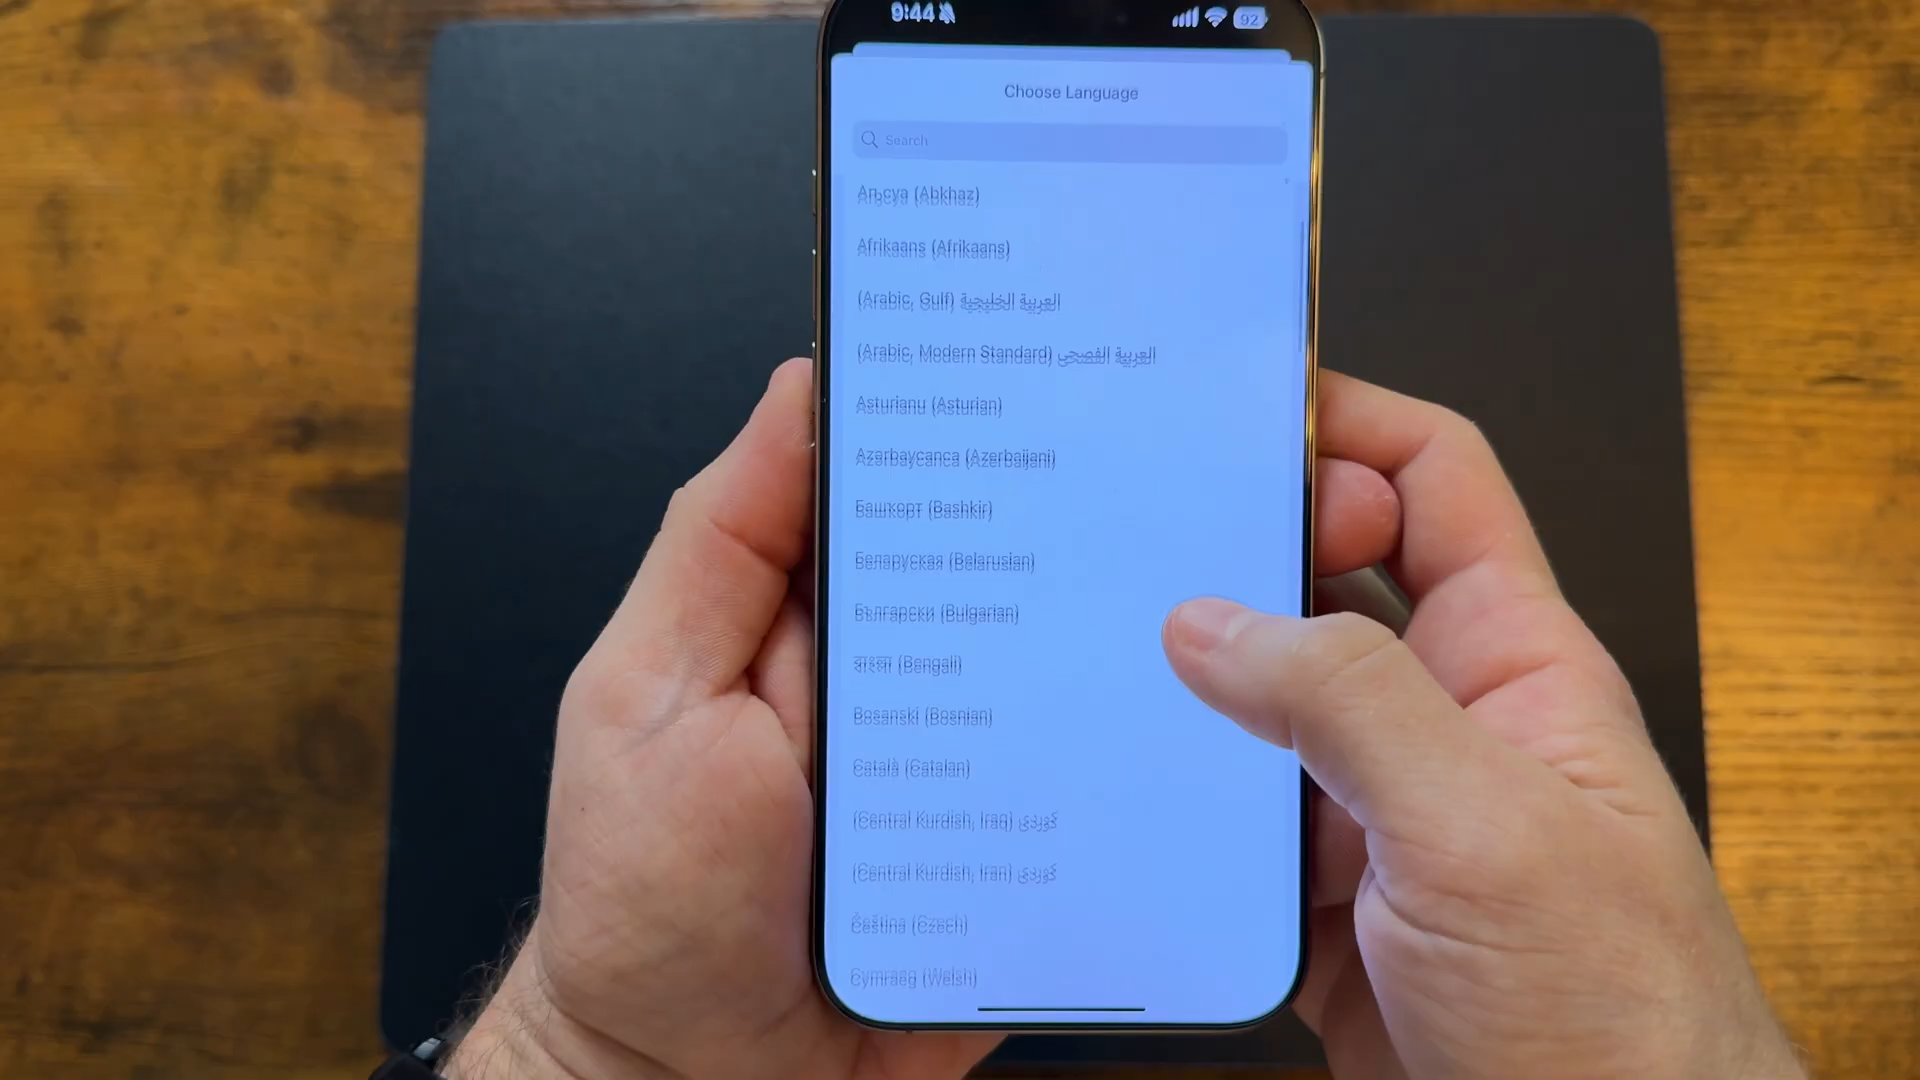 9:44
92
Choose Language
Search
Аҧсуа (Abkhaz)
Afrikaans (Afrikaans)
(Arabic, Gulf) العربية الخليجية
(Arabic, Modern Standard) العربية الفصحى
Asturianu (Asturian)
Azərbaycanca (Azerbaijani)
Башҡорт (Bashkir)
Беларуская (Belarusian)
Български (Bulgarian)
বাংলা (Bengali)
Bosanski (Bosnian)
Català (Catalan)
(Central Kurdish, Iraq) کوردی
(Central Kurdish, Iran) کوردی
Čeština (Czech)
Cymraeg (Welsh)